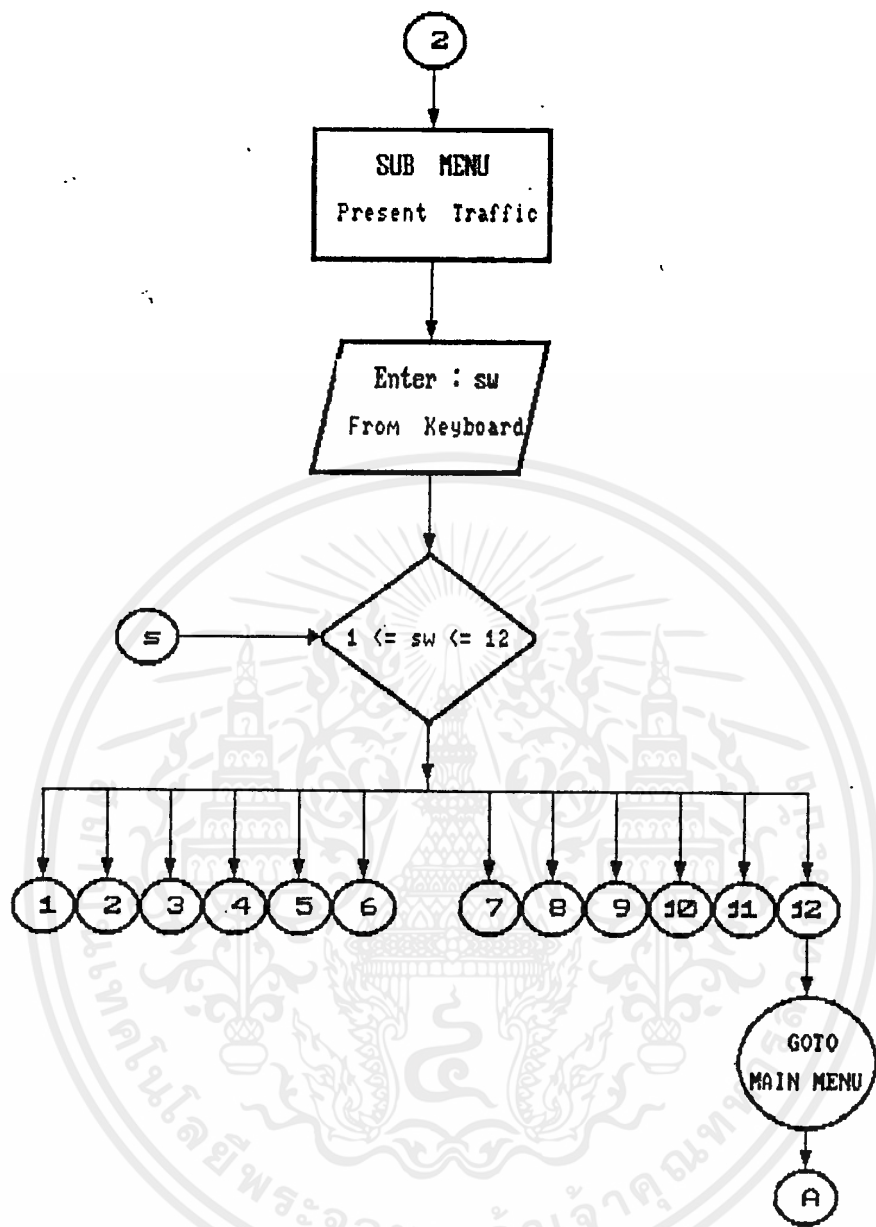 2
SUB MENU
Present Traffic
Enter : sw
From Keyboard
s
1 <= sw <= 12
1 2 3 4 5 6 7 8 9 10 11 12
GOTO
MAIN MENU
A